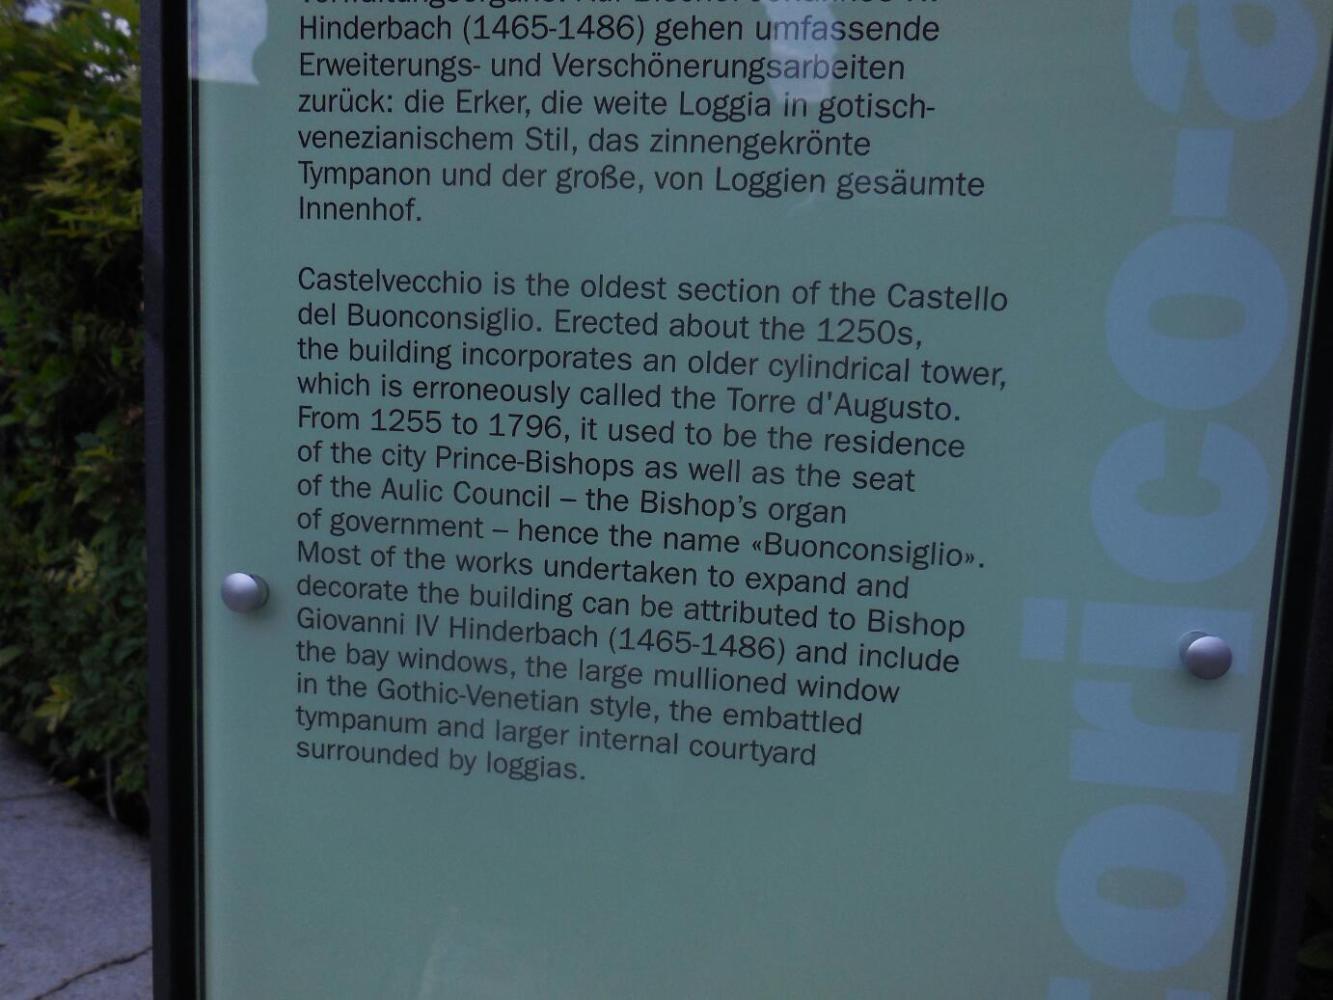 Hinderbach (1465-1486) gehen umfassende
Erweiterungs- und Verschönerungsarbeiten
zurück: die Erker, die weite Loggia in gotisch-
venezianischem Stil, das zinnengekrönte
Tympanon und der große, von Loggien gesäumte
Innenhof.
Castelvecchio is the oldest section of the Castello
del Buonconsiglio. Erected about the 1250s,
the building incorporates an older cylindrical tower,
which is erroneously called the Torre d'Augusto.
From 1255 to 1796, it used to be the residence
of the city Prince-Bishops as well as the seat
of the Aulic Council – the Bishop’s organ
of government – hence the name «Buonconsiglio».
Most of the works undertaken to expand and
decorate the building can be attributed to Bishop
Giovanni IV Hinderbach (1465-1486) and include
the bay windows, the large mullioned window
in the Gothic-Venetian style, the embattled
tympanum and larger internal courtyard
surrounded by loggias.
torico-a